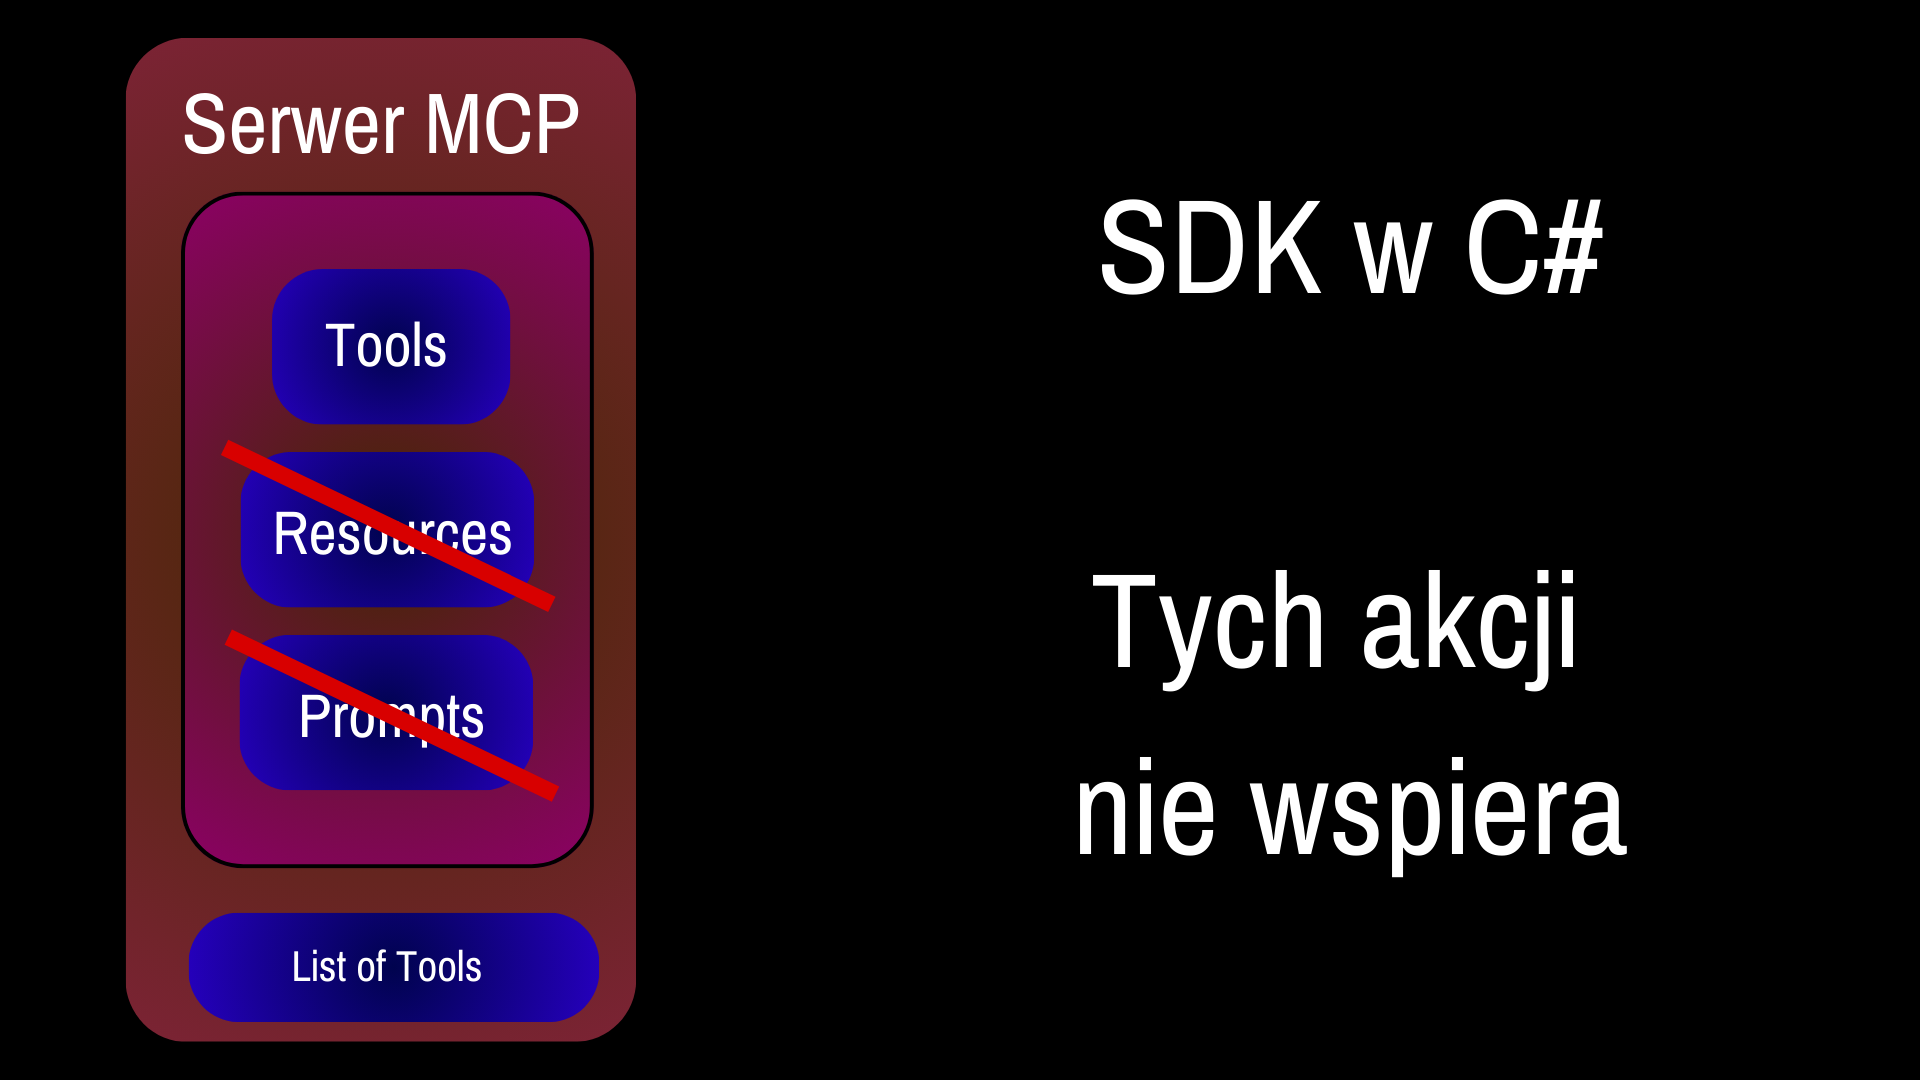 Serwer MCP
Tools
Resources
Prompts
List of Tools
SDK w C#
Tych akcji
nie wspiera